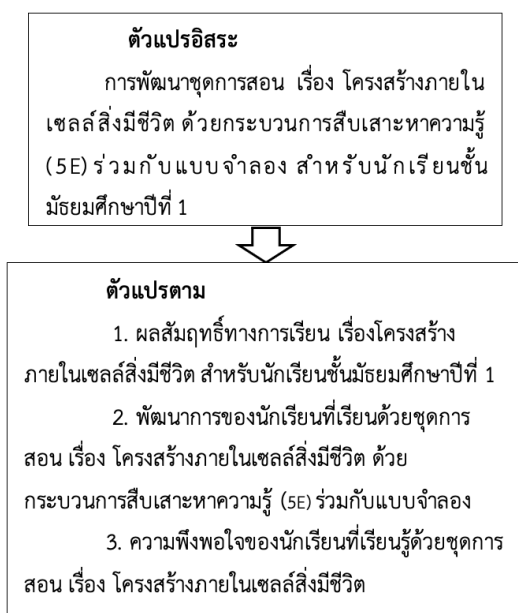 ตัวแปรอิสระ
การพัฒนาชุดการสอน เรื่อง โครงสร้างภายใน
เซลล์สิ่งมีชีวิต ด้วยกระบวนการสืบเสาะหาความรู้
(5E) ร่วมกับแบบจำลอง สำหรับนักเรียนชั้น
มัธยมศึกษาปีที่ 1
ตัวแปรตาม
1. ผลสัมฤทธิ์ทางการเรียน เรื่องโครงสร้าง
ภายในเซลล์สิ่งมีชีวิต สำหรับนักเรียนชั้นมัธยมศึกษาปีที่ 1
2. พัฒนาการของนักเรียนที่เรียนด้วยชุดการ
สอน เรื่อง โครงสร้างภายในเซลล์สิ่งมีชีวิต ด้วย
กระบวนการสืบเสาะหาความรู้ (5E) ร่วมกับแบบจำลอง
3. ความพึงพอใจของนักเรียนที่เรียนรู้ด้วยชุดการ
สอน เรื่อง โครงสร้างภายในเซลล์สิ่งมีชีวิต